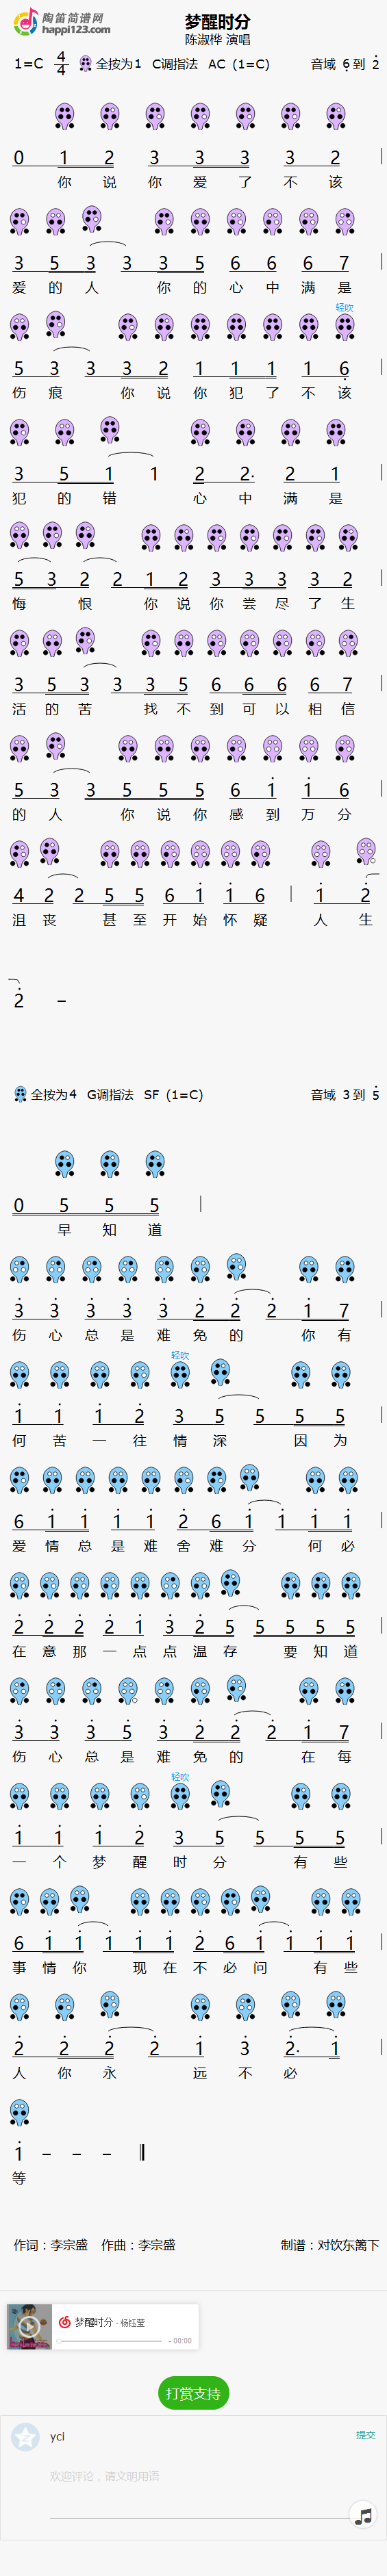 陶笛简谱网
happi123.com
梦醒时分
陈淑桦 演唱
1=C 4/4 全按为1 C调指法 AC (1=C) 音域 6̣ 到 2̇
0 1 2 3 3 3 3 2
你 说 你 爱 了 不 该
3 5 3 3 3 5 6 6 6 7
爱 的 人 你 的 心 中 满 是
轻吹
5 3 3 3 2 1 1 1 6̣
伤 痕 你 说 你 犯 了 不 该
3 5 1 1 2 2· 2 1
犯 的 错 心 中 满 是
5 3 2 2 1 2 3 3 3 3 2
悔 恨 你 说 你 尝 尽 了 生
3 5 3 3 3 5 6 6 6 6 7
活 的 苦 找 不 到 可 以 相 信
5 3 3 5 5 5 6 1̇ 1̇ 6
的 人 你 说 你 感 到 万 分
4 2 2 5 5 6 1̇ 1̇ 6 1̇ 2̇
沮 丧 甚 至 开 始 怀 疑 人 生
2̇ –
全按为4 G调指法 SF (1=C) 音域 3 到 5̇
0 5 5 5
早 知 道
3̇ 3̇ 3̇ 3̇ 3̇ 2̇ 2̇ 2̇ 1̇ 7
伤 心 总 是 难 免 的 你 有
轻吹
1̇ 1̇ 1̇ 2̇ 3 5 5 5 5
何 苦 一 往 情 深 因 为
6 1̇ 1̇ 1̇ 1̇ 2̇ 6 1̇ 1̇ 1̇ 1̇
爱 情 总 是 难 舍 难 分 何 必
2̇ 2̇ 2̇ 2̇ 1̇ 3̇ 2̇ 5 5 5 5 5
在 意 那 一 点 点 温 存 要 知 道
3̇ 3̇ 3̇ 5̇ 3̇ 2̇ 2̇ 2̇ 1̇ 7
伤 心 总 是 难 免 的 在 每
轻吹
1̇ 1̇ 1̇ 2̇ 3 5 5 5 5
一 个 梦 醒 时 分 有 些
6 1̇ 1̇ 1̇ 1̇ 1̇ 2̇ 6 1̇ 1̇ 1̇ 1̇
事 情 你 现 在 不 必 问 有 些
2̇ 2̇ 2̇ 2̇ 1̇ 3̇ 2̇· 1̇
人 你 永 远 不 必
1̇ – – –
等
作词：李宗盛 作曲：李宗盛 制谱：对饮东篱下
梦醒时分 - 杨钰莹
- 00:00
打赏支持
yci 提交
欢迎评论，请文明用语